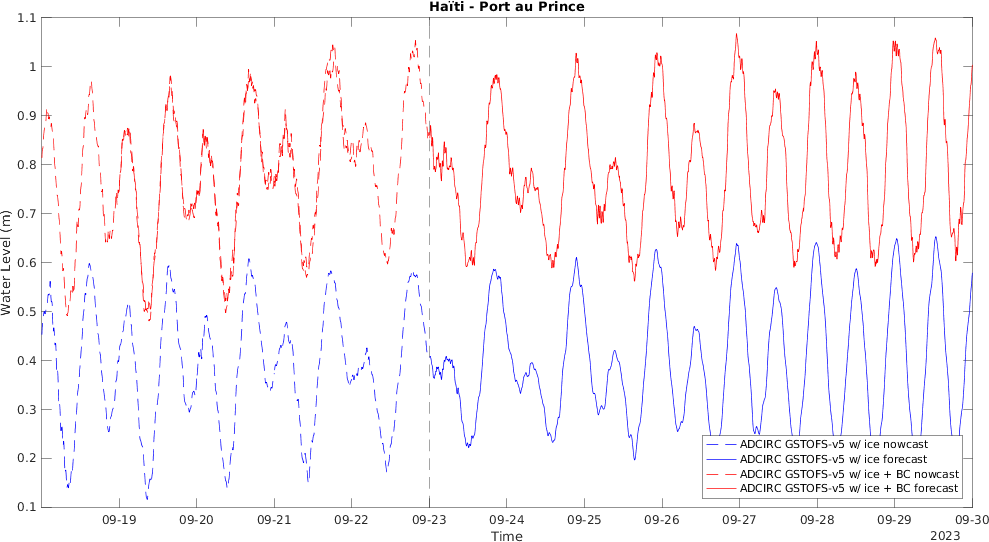 Haïti - Port au Prince
Water Level (m)
1.1
1
0.9
0.8
0.7
0.6
0.5
0.4
0.3
0.2
0.1
ADCIRC GSTOFS-v5 w/ ice nowcast
ADCIRC GSTOFS-v5 w/ ice forecast
ADCIRC GSTOFS-v5 w/ ice + BC nowcast
ADCIRC GSTOFS-v5 w/ ice + BC forecast
09-19 09-20 09-21 09-22 09-23 09-24 09-25 09-26 09-27 09-28 09-29 09-30
Time
2023